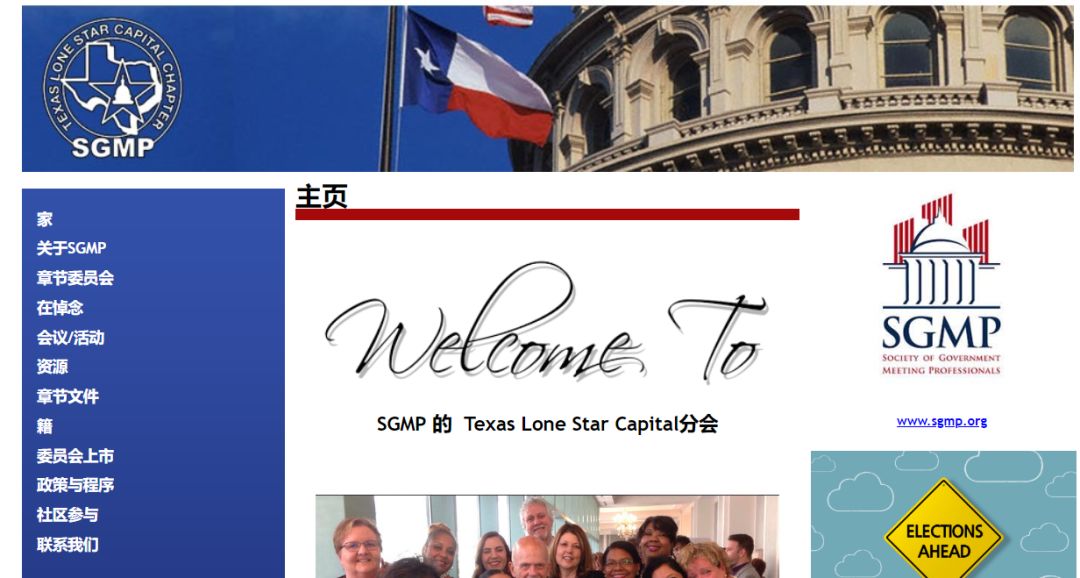 TEXAS LONE STAR CAPITAL CHAPTER
SGMP
家
关于SGMP
章节委员会
在悼念
会议/活动
资源
章节文件
籍
委员会上市
政策与程序
社区参与
联系我们
主页
Welcome To
SGMP 的 Texas Lone Star Capital分会
SGMP
SOCIETY OF GOVERNMENT
MEETING PROFESSIONALS
www.sgmp.org
ELECTIONS
AHEAD